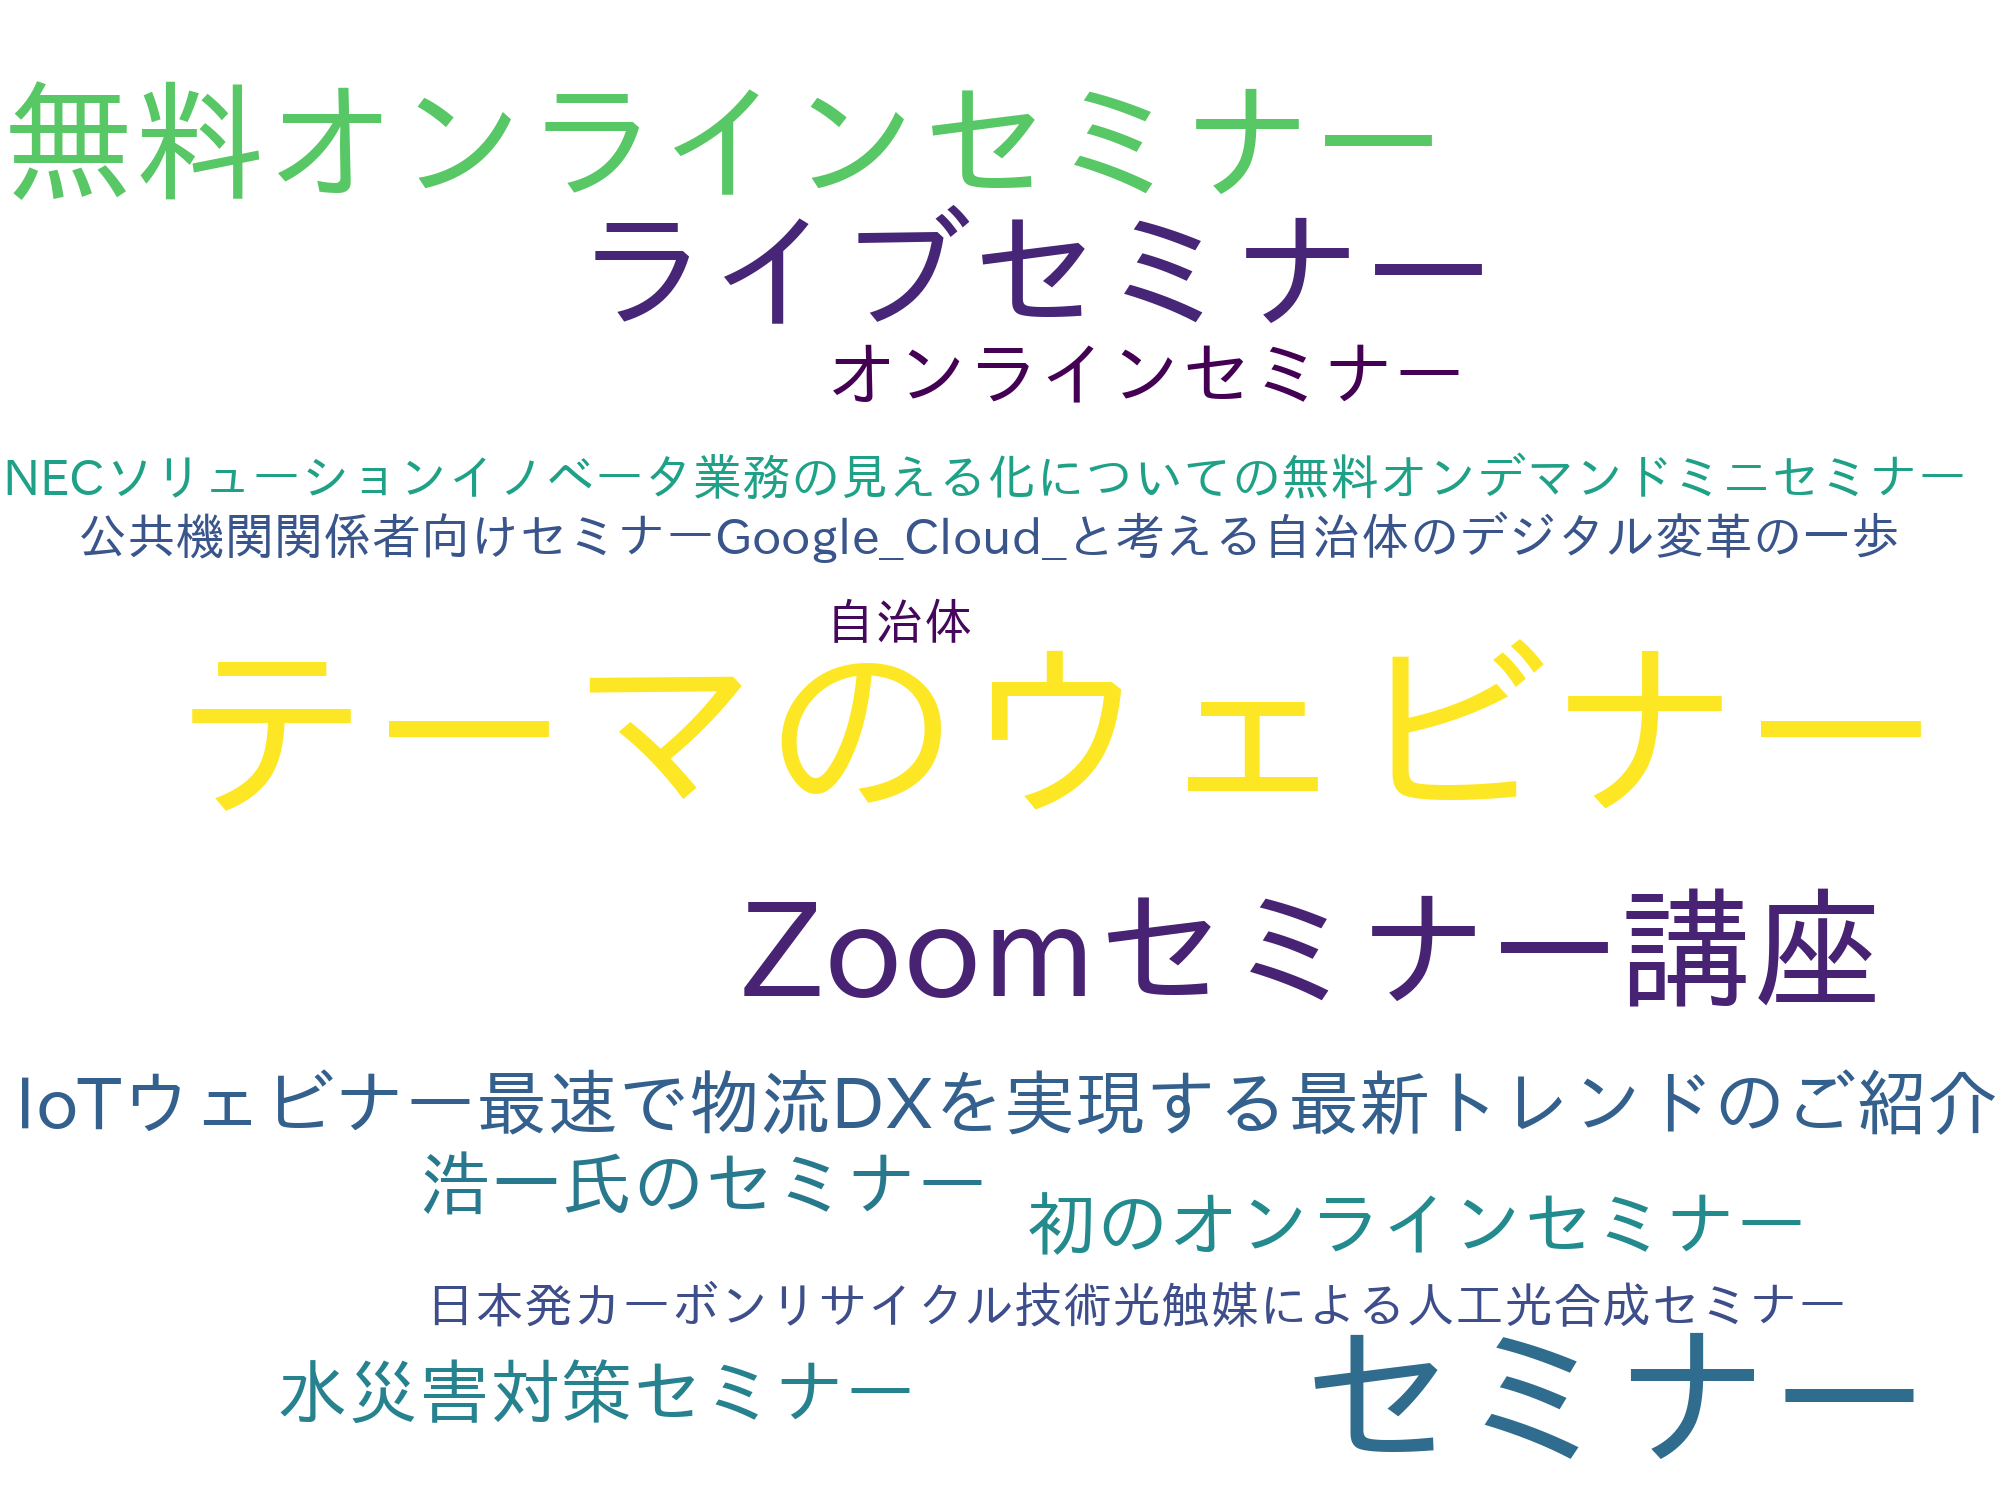 無料オンラインセミナー
ライブセミナー
オンラインセミナー
NECソリューションイノベータ業務の見える化についての無料オンデマンドミニセミナー
公共機関関係者向けセミナーGoogle_Cloud_と考える自治体のデジタル変革の一歩
自治体
テーマのウェビナー
Zoomセミナー講座
IoTウェビナー最速で物流DXを実現する最新トレンドのご紹介
浩一氏のセミナー
初のオンラインセミナー
日本発カーボンリサイクル技術光触媒による人工光合成セミナー
水災害対策セミナー
セミナー